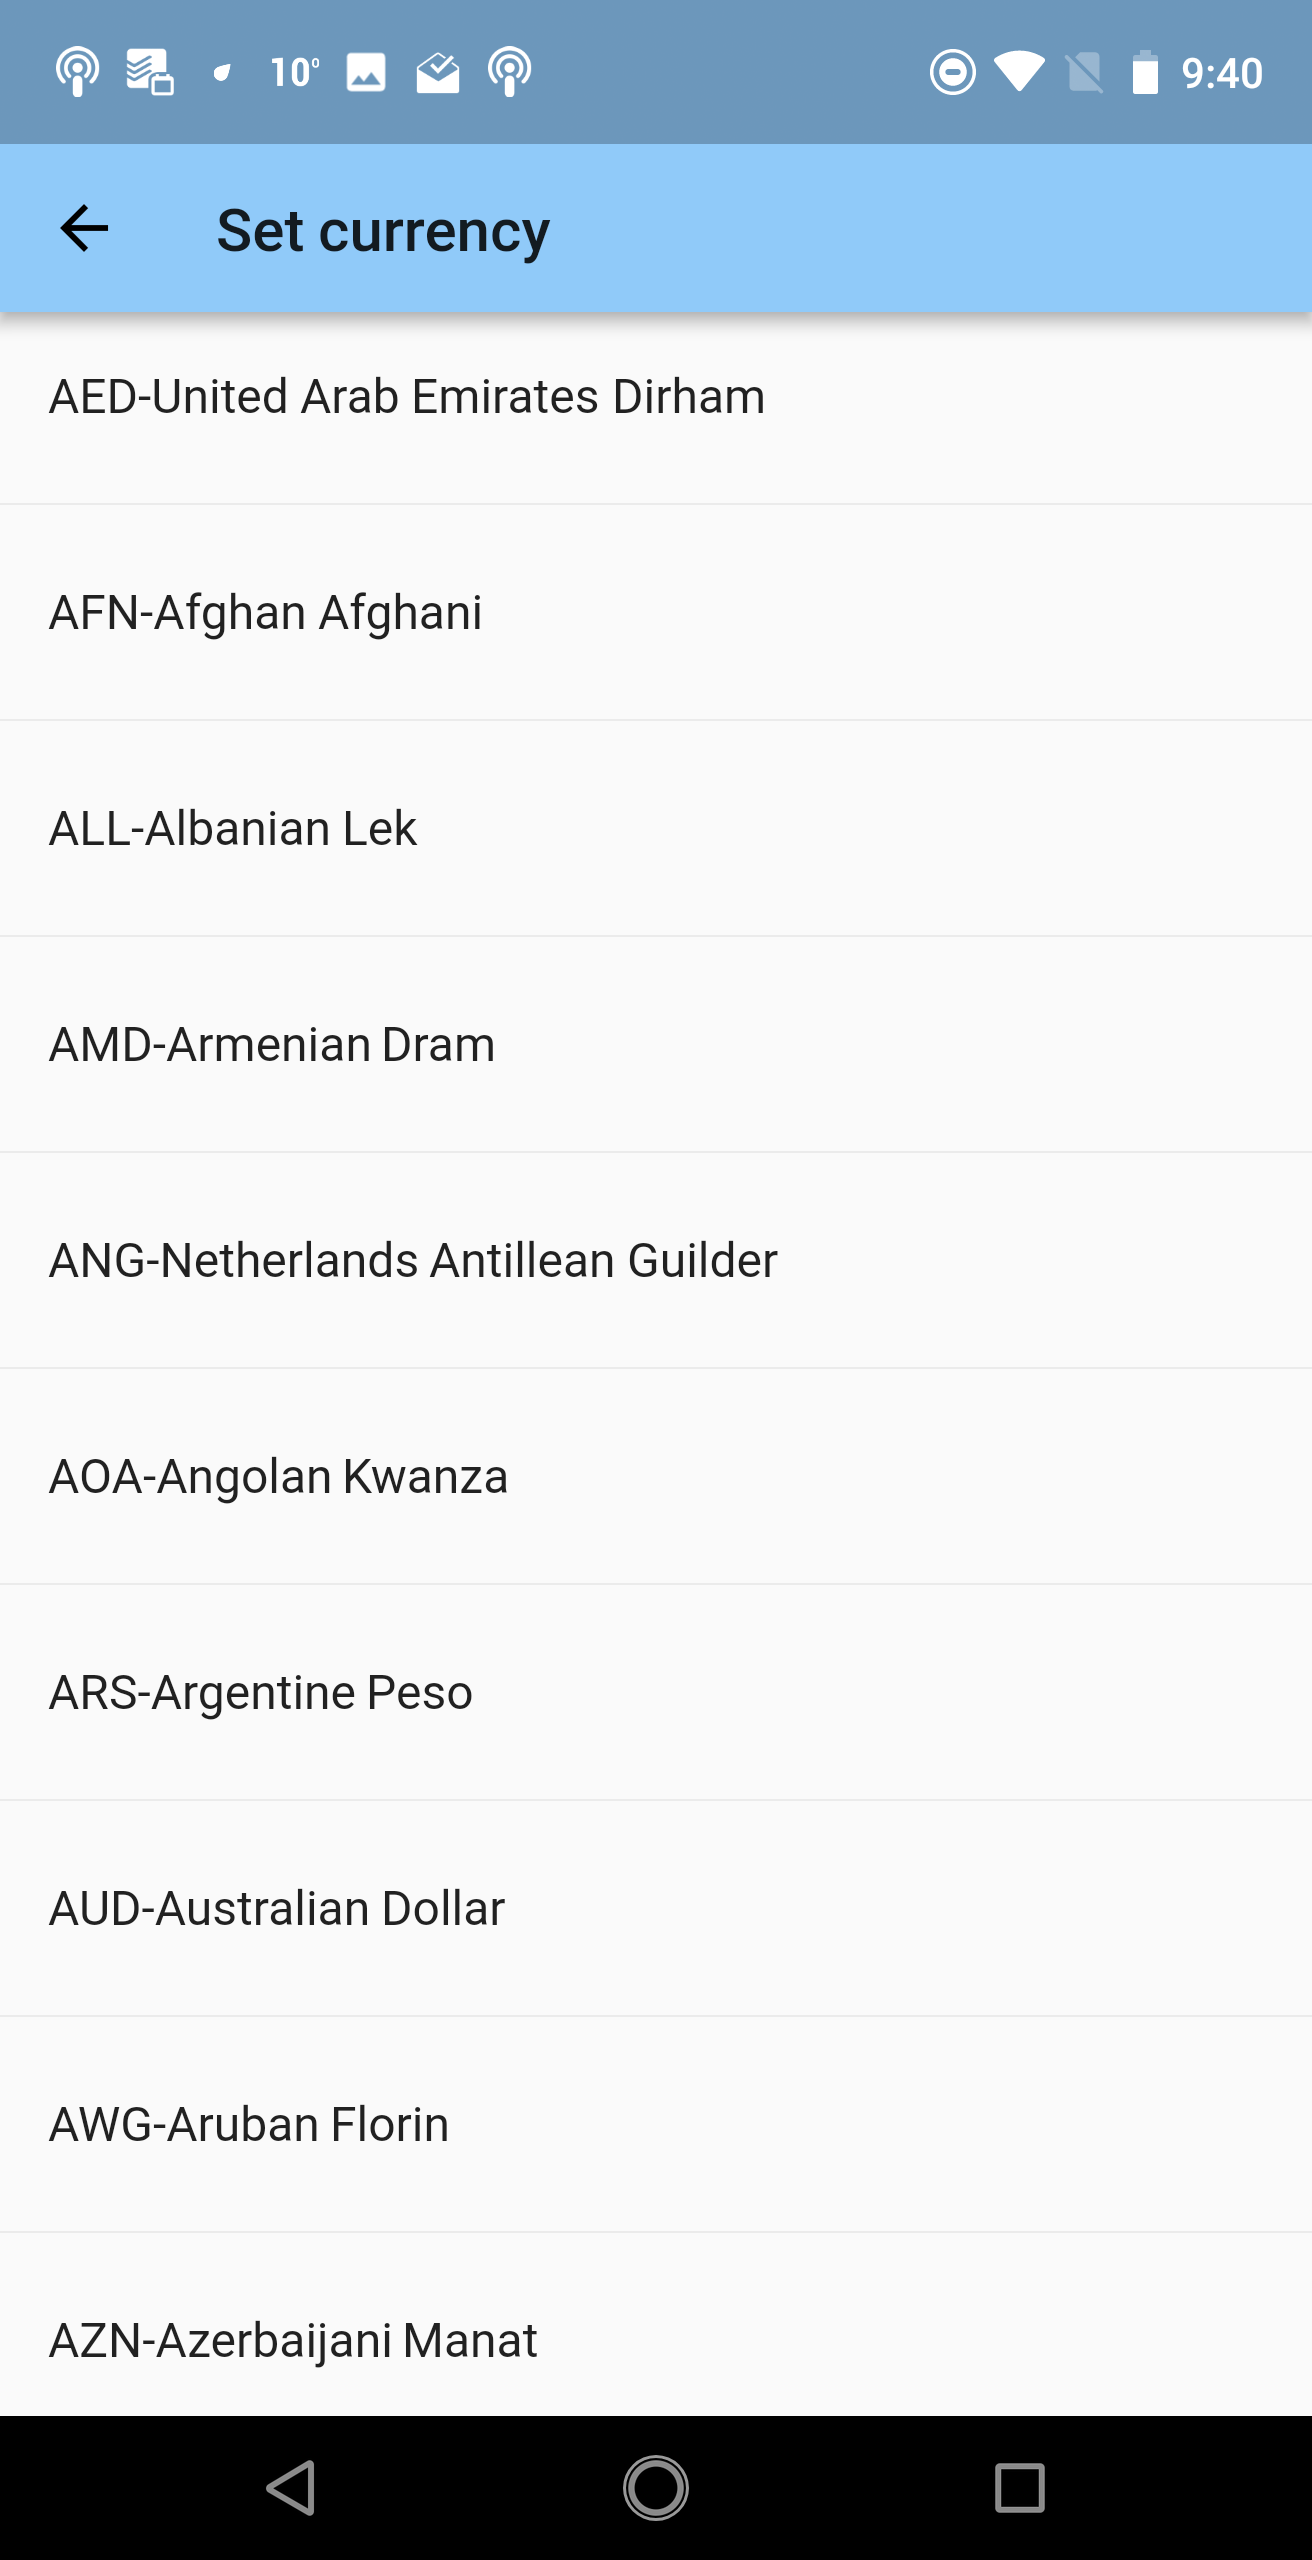 10° 9:40
Set currency
AED-United Arab Emirates Dirham
AFN-Afghan Afghani
ALL-Albanian Lek
AMD-Armenian Dram
ANG-Netherlands Antillean Guilder
AOA-Angolan Kwanza
ARS-Argentine Peso
AUD-Australian Dollar
AWG-Aruban Florin
AZN-Azerbaijani Manat